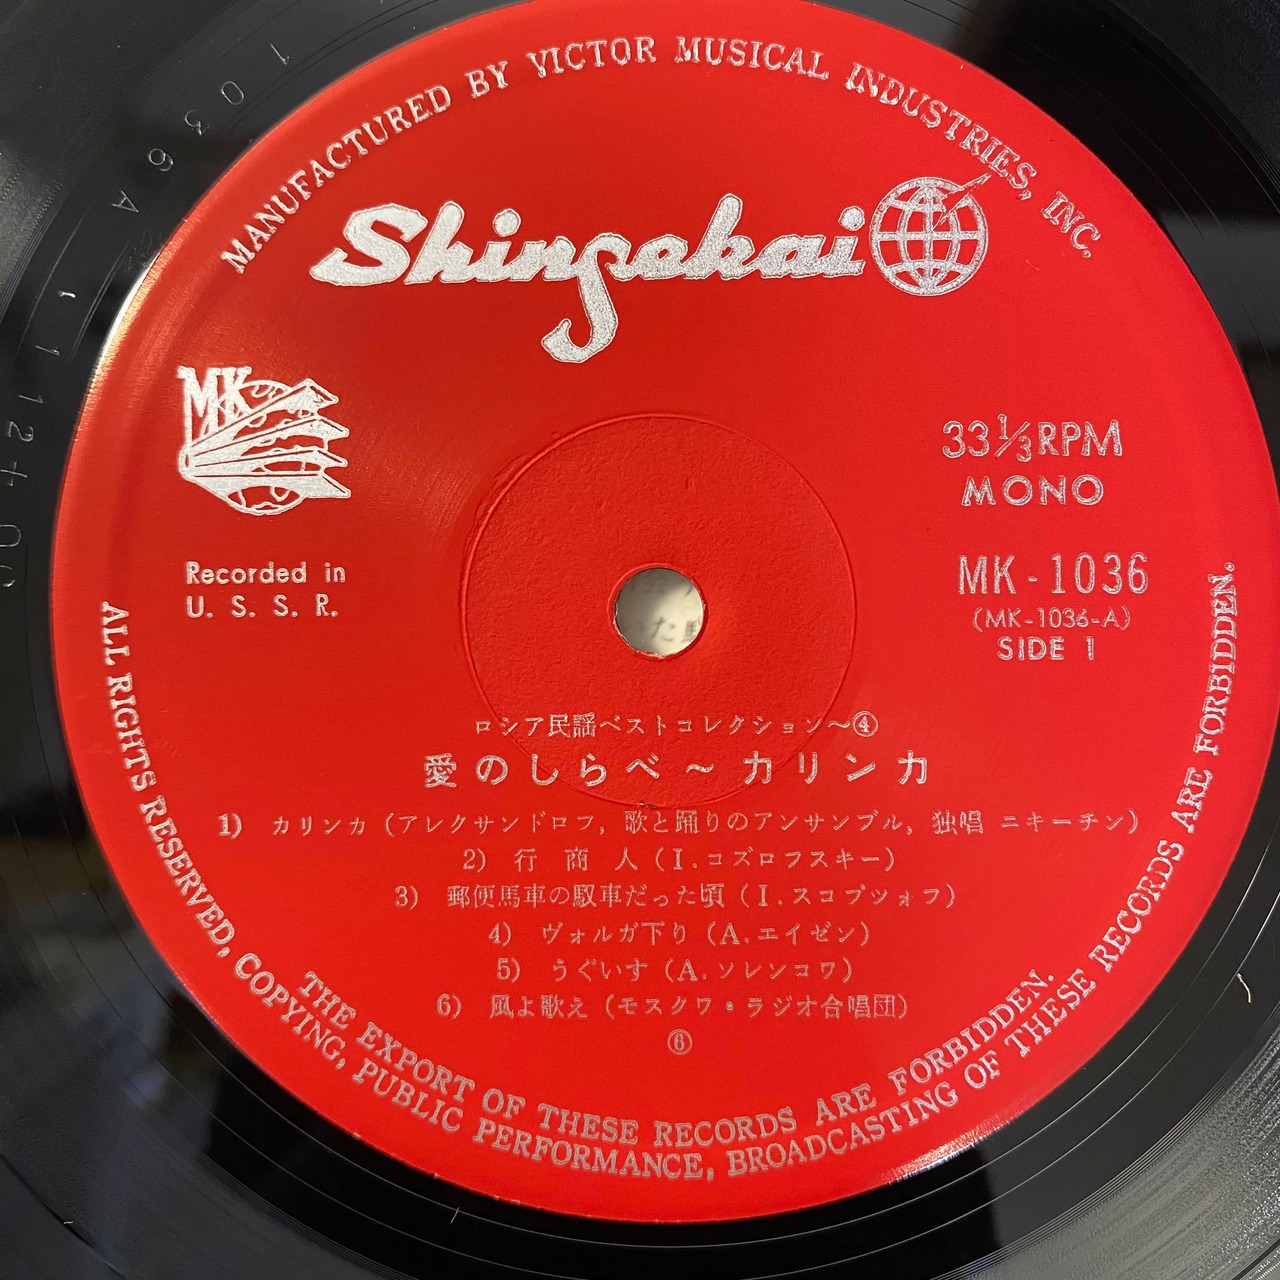 MANUFACTURED BY VICTOR MUSICAL INDUSTRIES, INC.
Shinsekai
MK
33⅓RPM
MONO
Recorded in
U. S. S. R.
MK-1036
(MK-1036-A)
SIDE 1
ロシア民謡ベストコレクション〜④
愛のしらべ〜カリンカ
1) カリンカ (アレクサンドロフ, 歌と踊りのアンサンブル, 独唱 ニキーチン)
2) 行商人 (I.コズロフスキー)
3) 郵便馬車の馭車だった頃 (I.スコブツォフ)
4) ヴォルガ下り (A.エイゼン)
5) うぐいす (A.ソレンコワ)
6) 風よ歌え (モスクワ・ラジオ合唱団)
⑥
THE EXPORT OF THESE RECORDS ARE FORBIDDEN.
ALL RIGHTS RESERVED, COPYING, PUBLIC PERFORMANCE, BROADCASTING OF THESE RECORDS ARE FORBIDDEN.
1036A 1112+